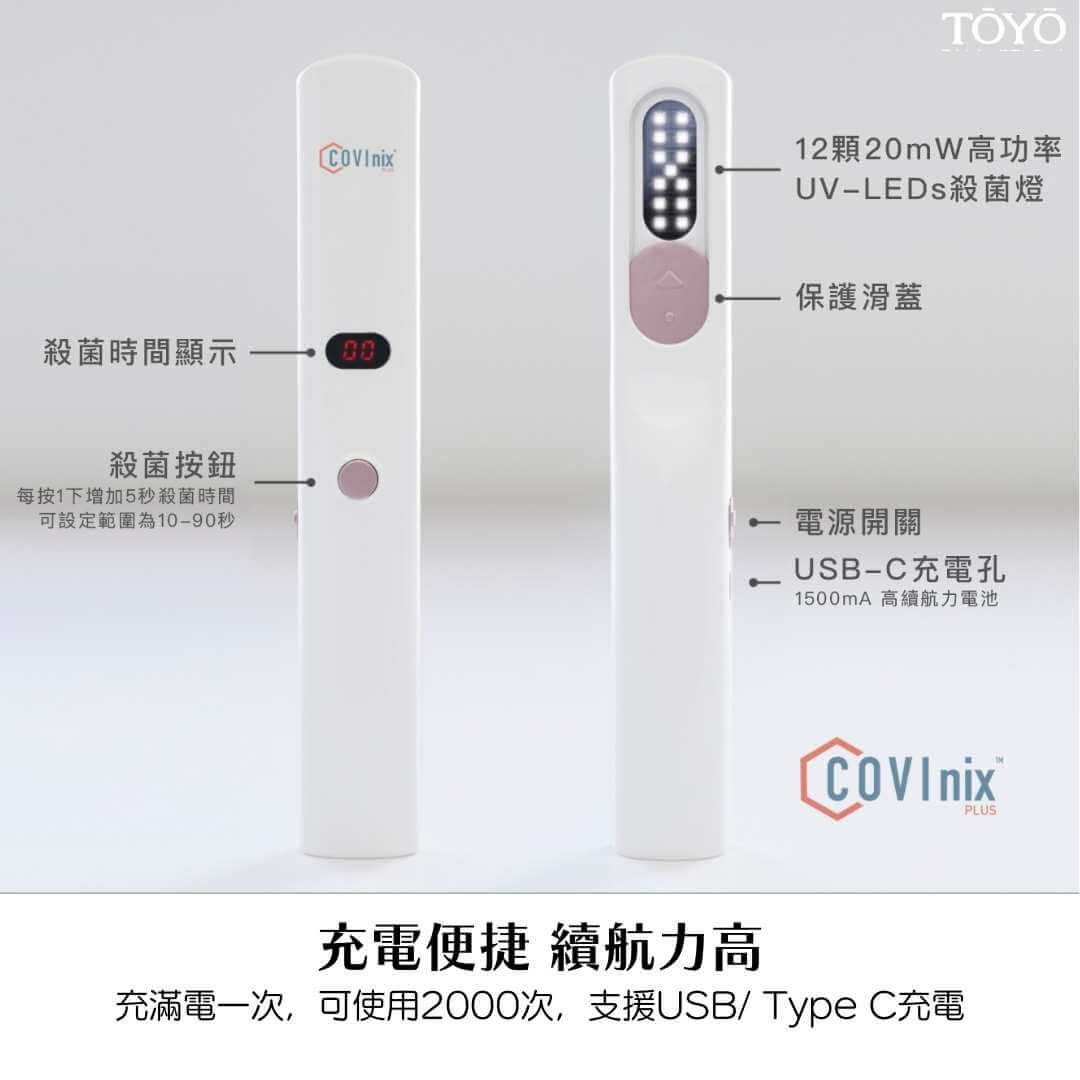 TŌYŌ
COVInix
PLUS
12顆20mW高功率
UV-LEDs殺菌燈
保護滑蓋
殺菌時間顯示
00
殺菌按鈕
每按1下增加5秒殺菌時間
可設定範圍為10-90秒
電源開關
USB-C充電孔
1500mA 高續航力電池
COVInix™
PLUS
充電便捷 續航力高
充滿電一次, 可使用2000次, 支援USB/ Type C充電